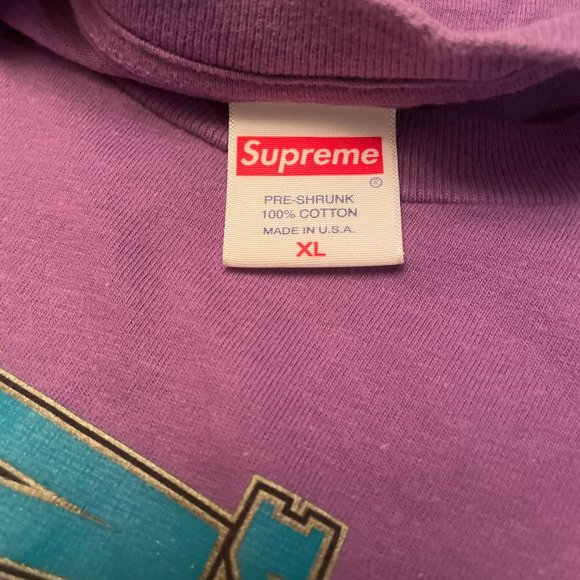 Supreme
®
PRE-SHRUNK
100% COTTON
MADE IN U.S.A.
XL